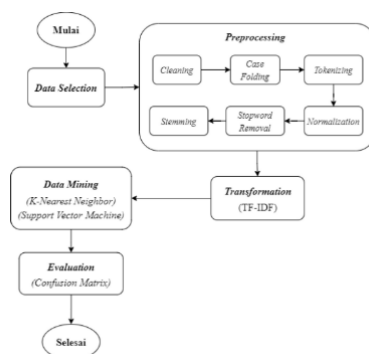 Mulai
Data Selection
Preprocessing
Cleaning
Case
Folding
Tokenizing
Stemming
Stopword
Removal
Normalization
Data Mining
(K-Nearest Neighbor)
(Support Vector Machine)
Transformation
(TF-IDF)
Evaluation
(Confusion Matrix)
Selesai